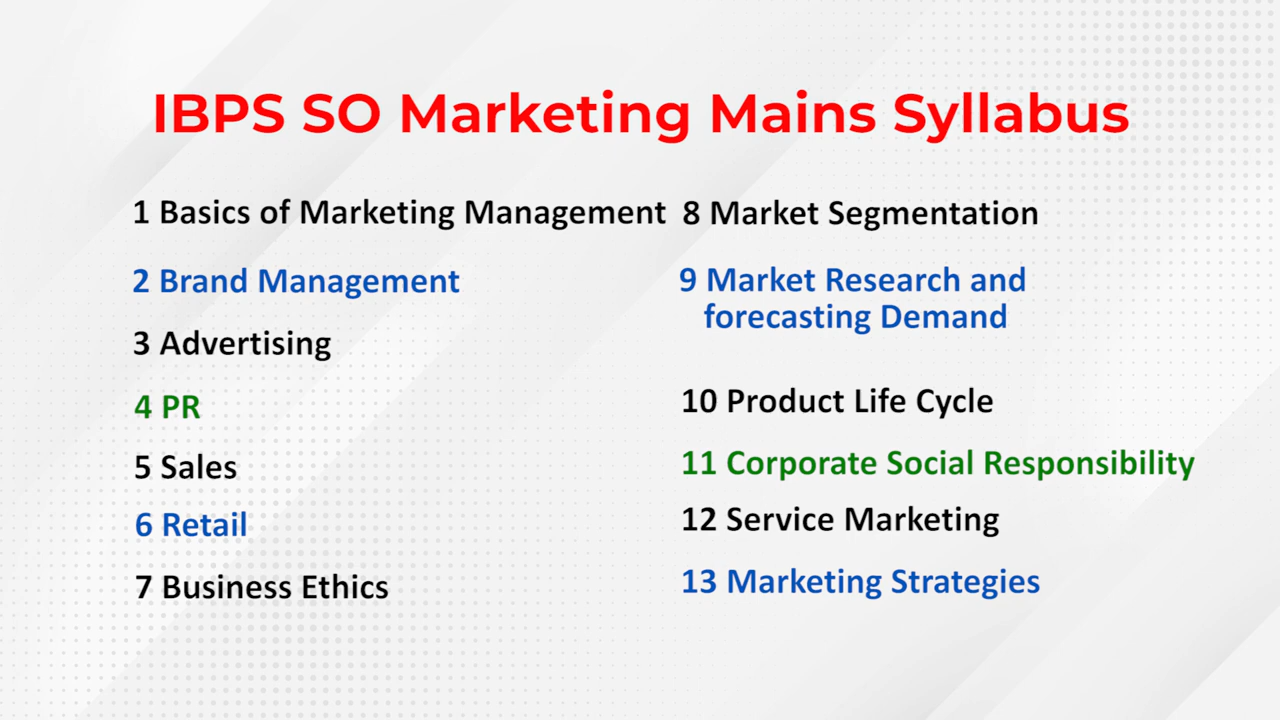 IBPS SO Marketing Mains Syllabus
1 Basics of Marketing Management
2 Brand Management
3 Advertising
4 PR
5 Sales
6 Retail
7 Business Ethics
8 Market Segmentation
9 Market Research and
forecasting Demand
10 Product Life Cycle
11 Corporate Social Responsibility
12 Service Marketing
13 Marketing Strategies